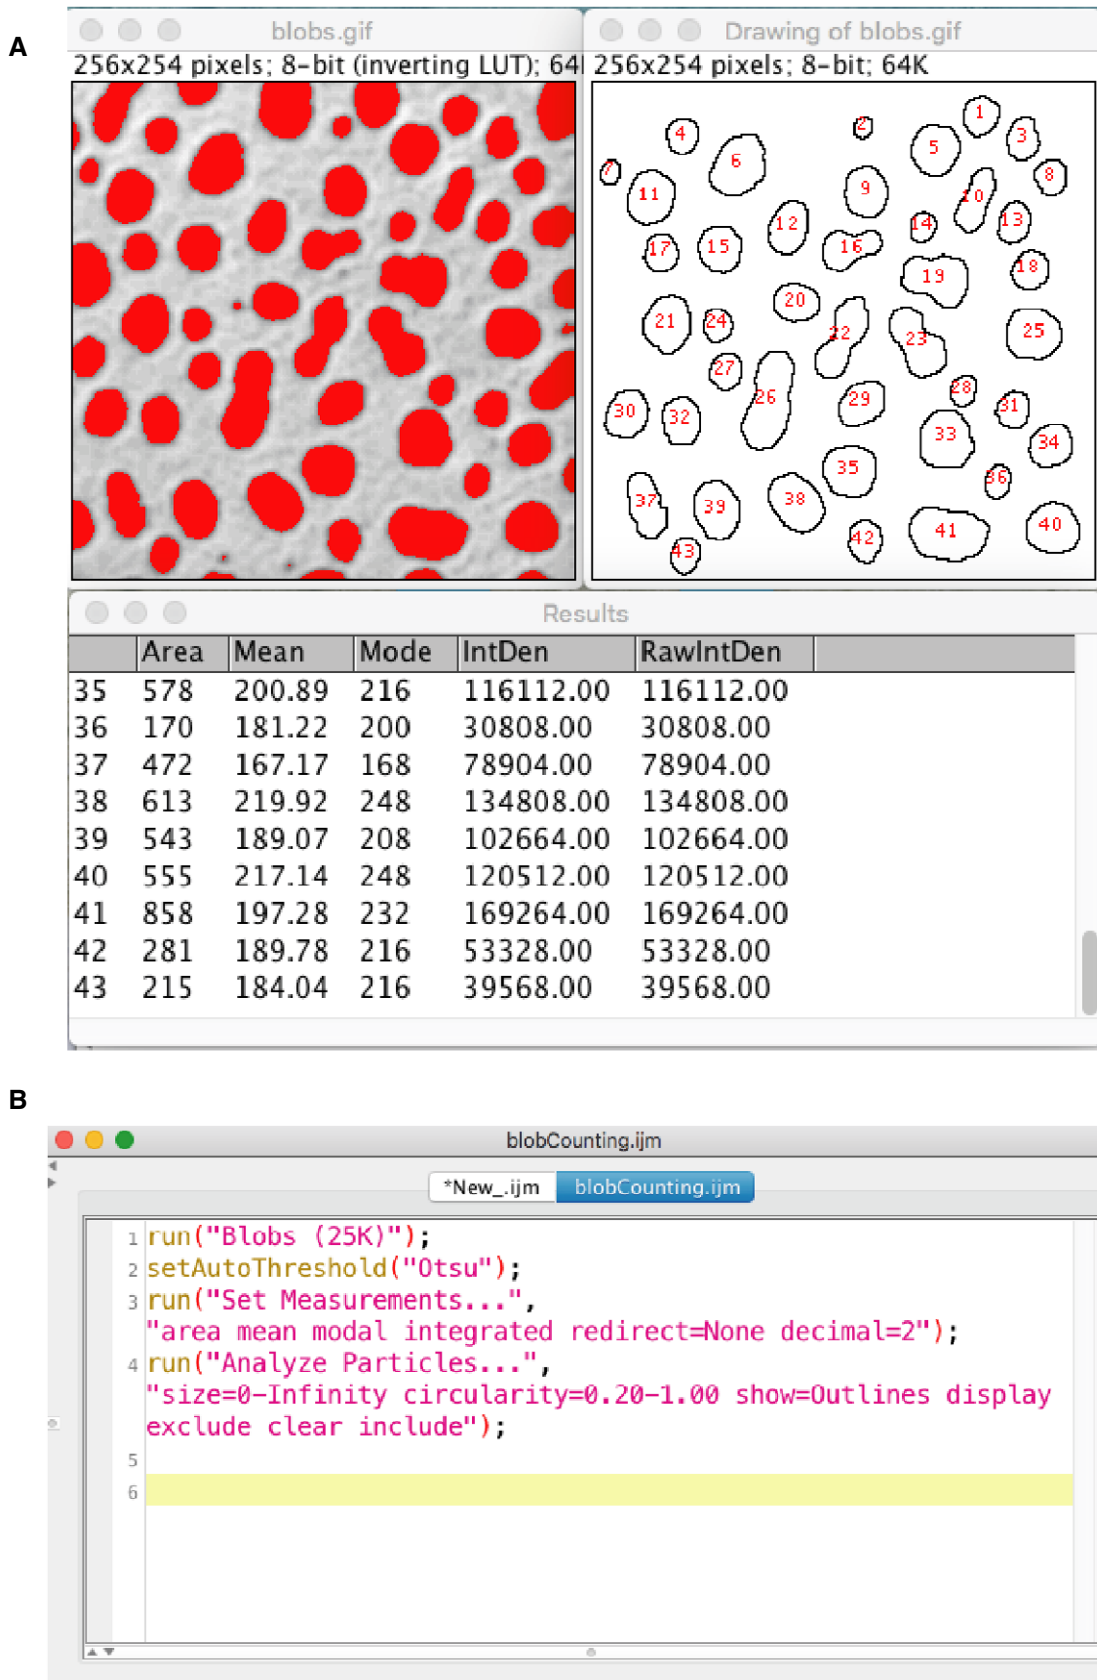 A
blobs.gif
Drawing of blobs.gif
256x254 pixels; 8-bit (inverting LUT); 64
256x254 pixels; 8-bit; 64K
1
2
3
4
5
6
7
8
9
10
11
12
13
14
15
16
17
18
19
20
21
22
23
24
25
26
27
28
29
30
31
32
33
34
35
36
37
38
39
40
41
42
43
Results
Area Mean Mode IntDen RawIntDen
35 578 200.89 216 116112.00 116112.00
36 170 181.22 200 30808.00 30808.00
37 472 167.17 168 78904.00 78904.00
38 613 219.92 248 134808.00 134808.00
39 543 189.07 208 102664.00 102664.00
40 555 217.14 248 120512.00 120512.00
41 858 197.28 232 169264.00 169264.00
42 281 189.78 216 53328.00 53328.00
43 215 184.04 216 39568.00 39568.00
B
blobCounting.ijm
*New_.ijm blobCounting.ijm
1 run("Blobs (25K)");
2 setAutoThreshold("Otsu");
3 run("Set Measurements...",
"area mean modal integrated redirect=None decimal=2");
4 run("Analyze Particles...",
"size=0-Infinity circularity=0.20-1.00 show=Outlines display
exclude clear include");
5
6